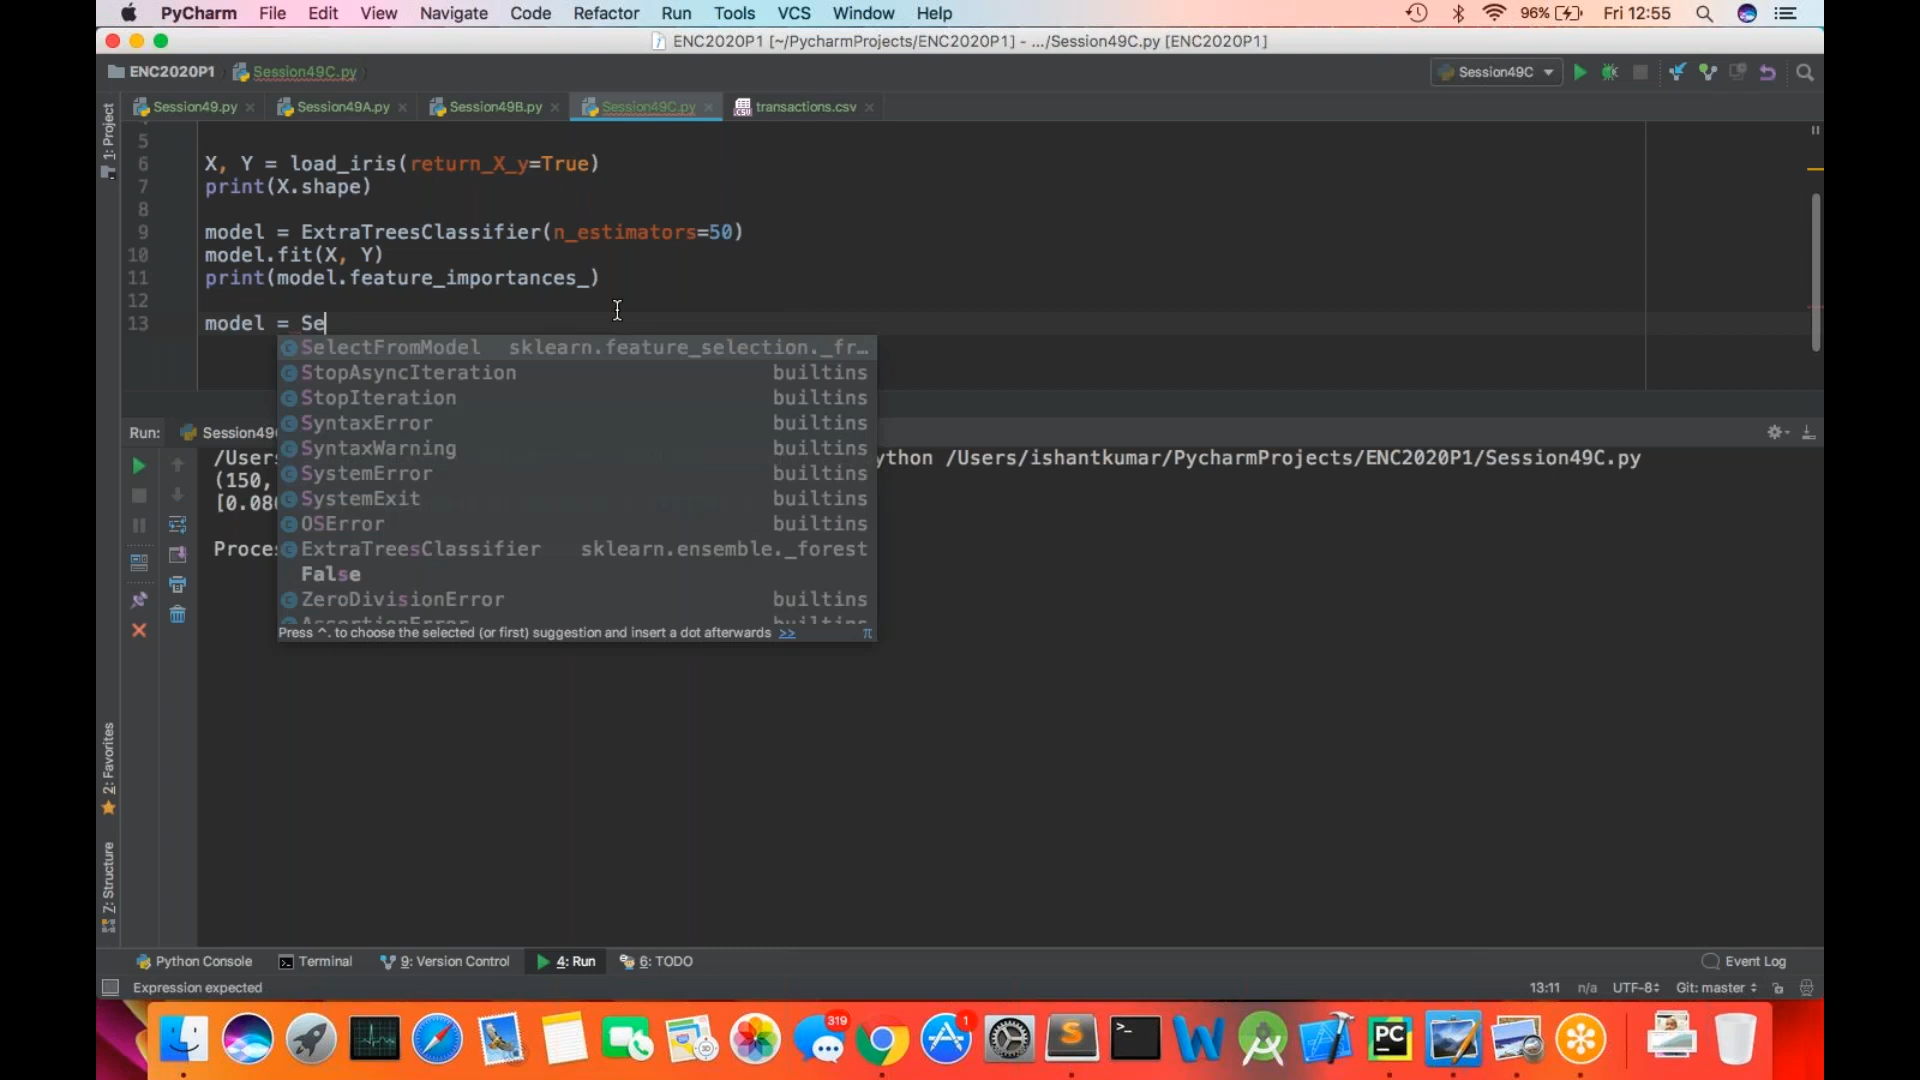 PyCharm File Edit View Navigate Code Refactor Run Tools VCS Window Help 96% Fri 12:55
ENC2020P1 [~/PycharmProjects/ENC2020P1] - .../Session49C.py [ENC2020P1]
ENC2020P1 Session49C.py Session49C
Session49.py Session49A.py Session49B.py Session49C.py transactions.csv
1: Project
5
6 X, Y = load_iris(return_X_y=True)
7 print(X.shape)
8
9 model = ExtraTreesClassifier(n_estimators=50)
10 model.fit(X, Y)
11 print(model.feature_importances_)
12
13 model = Se
SelectFromModel sklearn.feature_selection._fr...
StopAsyncIteration builtins
StopIteration builtins
SyntaxError builtins
SyntaxWarning builtins
SystemError builtins
SystemExit builtins
OSError builtins
ExtraTreesClassifier sklearn.ensemble._forest
False
ZeroDivisionError builtins
AssertionError builtins
Press ^. to choose the selected (or first) suggestion and insert a dot afterwards >> π
Run: Session49
/User ython /Users/ishantkumar/PycharmProjects/ENC2020P1/Session49C.py
(150,
[0.08
Proce
2: Favorites
Z: Structure
Python Console Terminal 9: Version Control 4: Run 6: TODO Event Log
Expression expected 13:11 n/a UTF-8 Git: master
319 1 PC